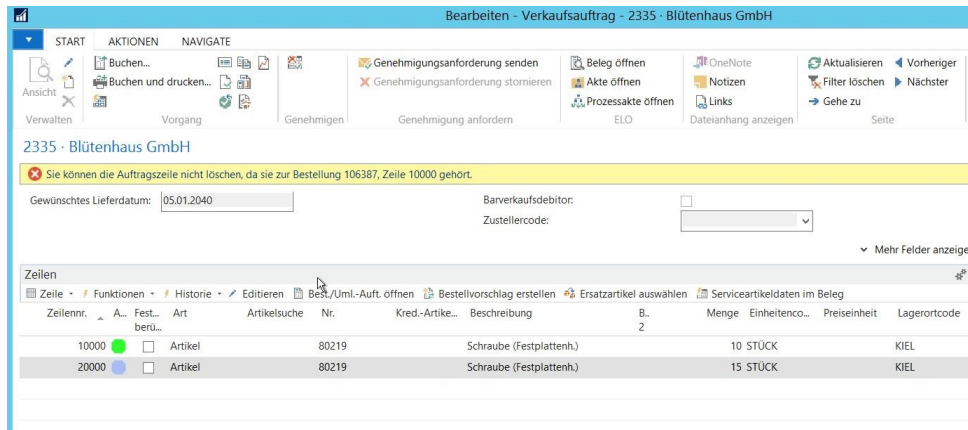 Bearbeiten - Verkaufsauftrag - 2335 · Blütenhaus GmbH
START AKTIONEN NAVIGATE
Ansicht
Verwalten
Buchen...
Buchen und drucken...
Vorgang
Genehmigen
Genehmigungsanforderung senden
Genehmigungsanforderung stornieren
Genehmigung anfordern
Beleg öffnen
Akte öffnen
Prozessakte öffnen
ELO
OneNote
Notizen
Links
Dateianhang anzeigen
Aktualisieren
Filter löschen
Gehe zu
Vorheriger
Nächster
Seite
2335 · Blütenhaus GmbH
Sie können die Auftragszeile nicht löschen, da sie zur Bestellung 106387, Zeile 10000 gehört.
Gewünschtes Lieferdatum: 05.01.2040
Barverkaufsdebitor:
Zustellercode:
Mehr Felder anzeige
Zeilen
Zeile Funktionen Historie Editieren Best./Uml.-Auft. öffnen Bestellvorschlag erstellen Ersatzartikel auswählen Serviceartikeldaten im Beleg
Zeilennr. A... Fest... berü... Art Artikelsuche Nr. Kred.-Artike... Beschreibung B.. 2 Menge Einheitenco... Preiseinheit Lagerortcode
10000 Artikel 80219 Schraube (Festplattenh.) 10 STÜCK KIEL
20000 Artikel 80219 Schraube (Festplattenh.) 15 STÜCK KIEL